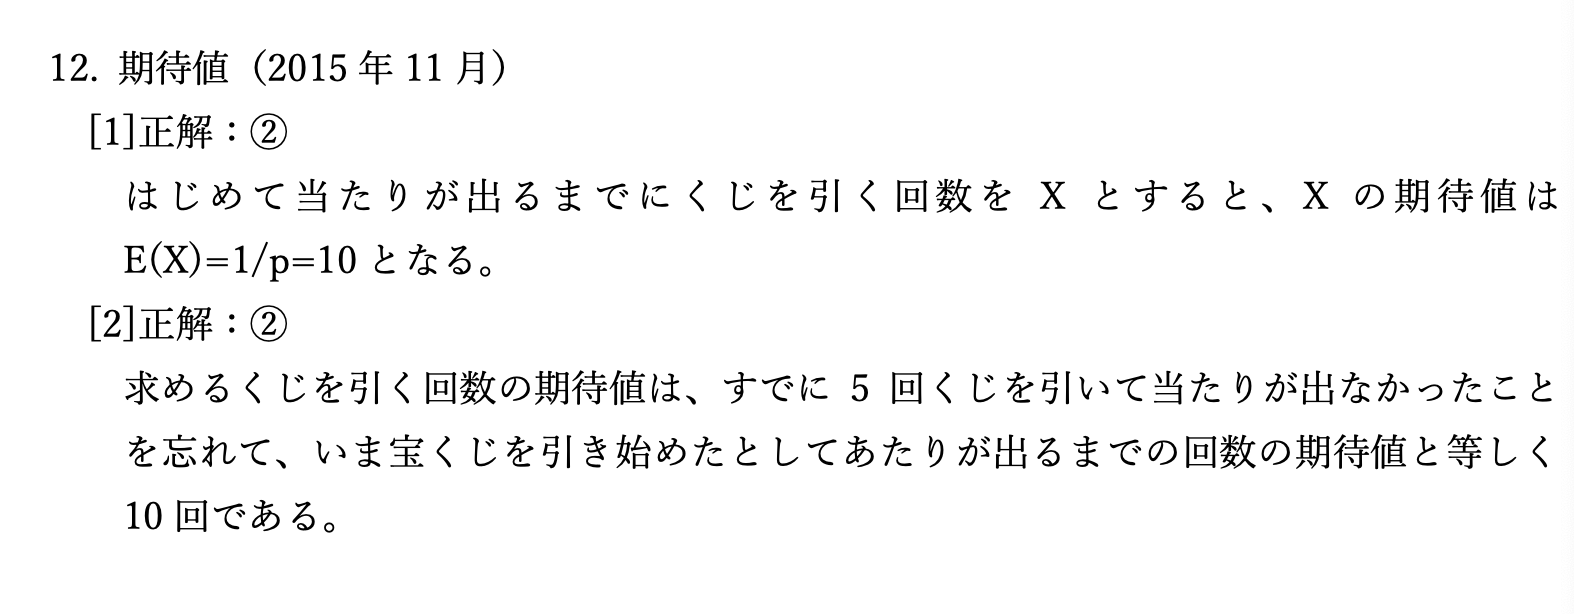 12. 期待値（2015 年 11 月）
[1]正解：②
はじめて当たりが出るまでにくじを引く回数を X とすると、X の期待値は
E(X)=1/p=10 となる。
[2]正解：②
求めるくじを引く回数の期待値は、すでに 5 回くじを引いて当たりが出なかったこと
を忘れて、いま宝くじを引き始めたとしてあたりが出るまでの回数の期待値と等しく
10 回である。